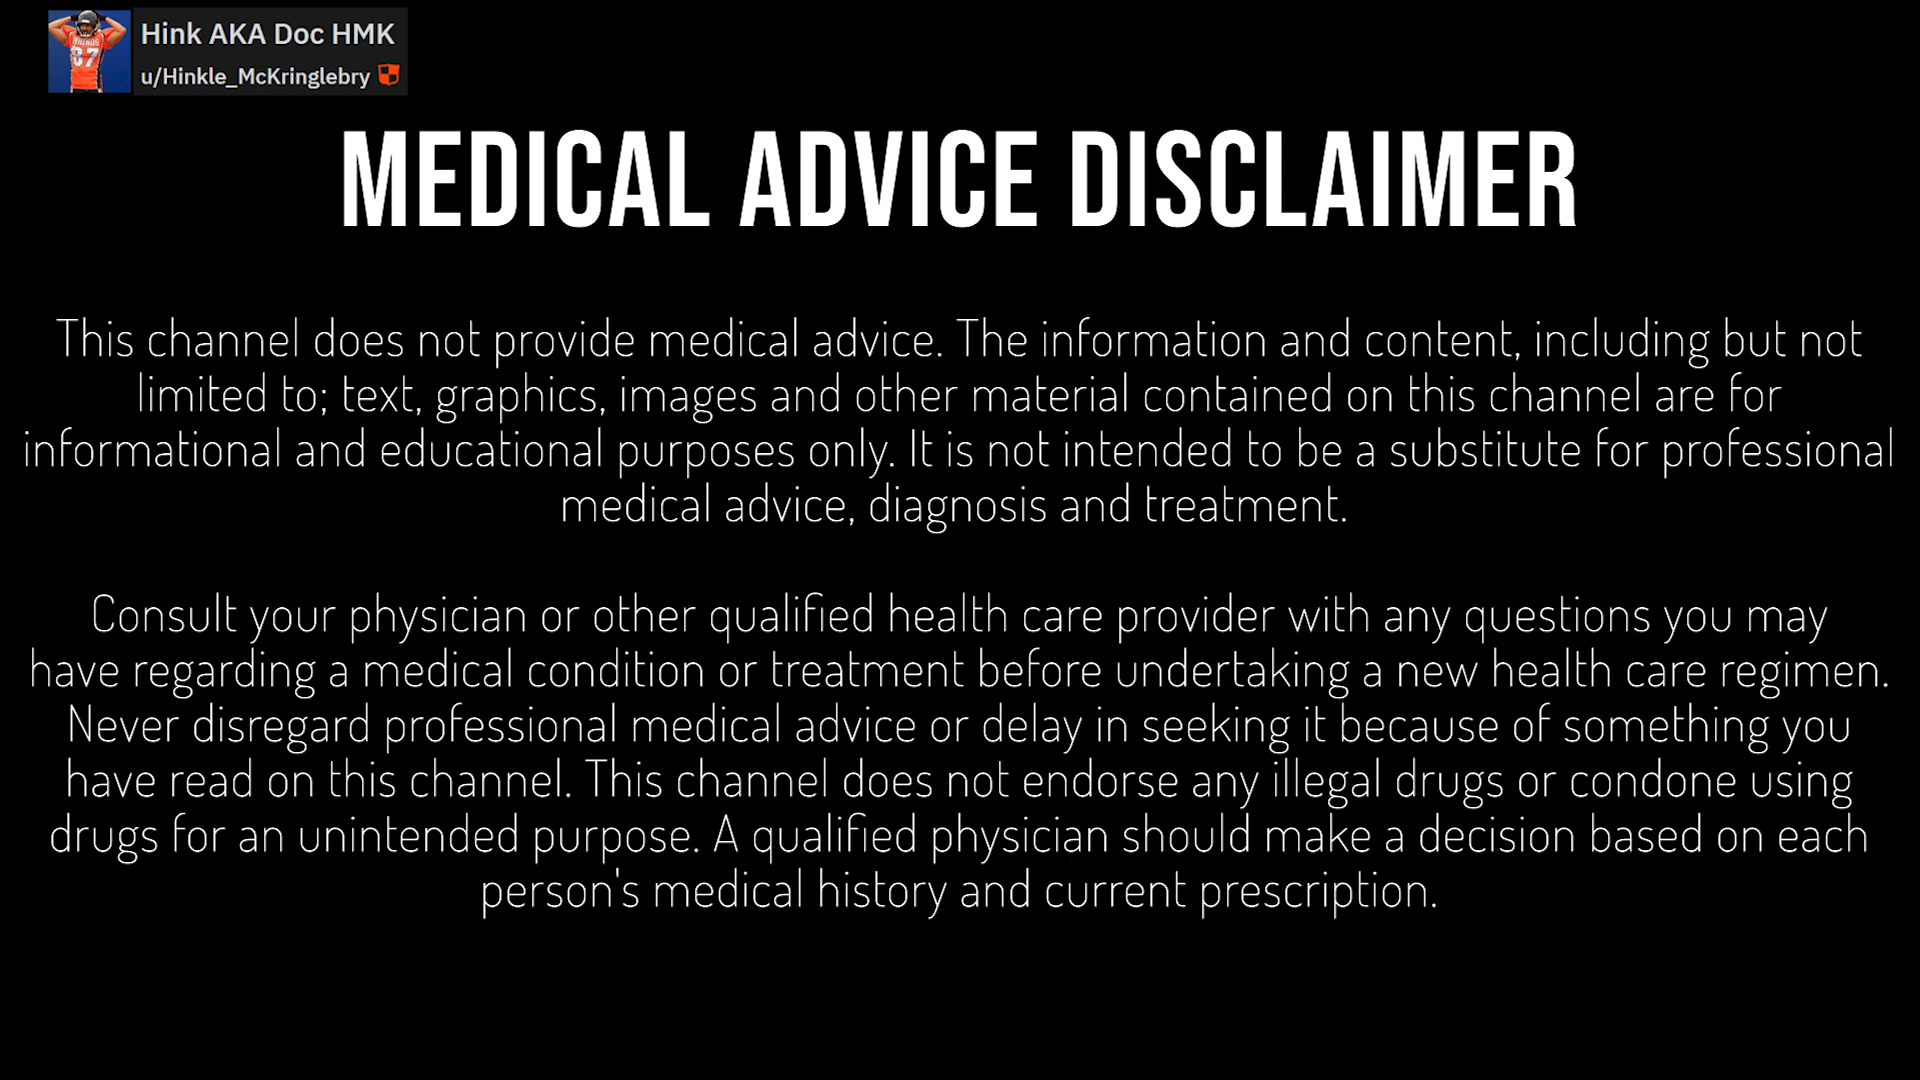 Hink AKA Doc HMK
u/Hinkle_McKringlebry
RHINOS
87
MEDICAL ADVICE DISCLAIMER
This channel does not provide medical advice. The information and content, including but not
limited to; text, graphics, images and other material contained on this channel are for
informational and educational purposes only. It is not intended to be a substitute for professional
medical advice, diagnosis and treatment.
Consult your physician or other qualified health care provider with any questions you may
have regarding a medical condition or treatment before undertaking a new health care regimen.
Never disregard professional medical advice or delay in seeking it because of something you
have read on this channel. This channel does not endorse any illegal drugs or condone using
drugs for an unintended purpose. A qualified physician should make a decision based on each
person's medical history and current prescription.